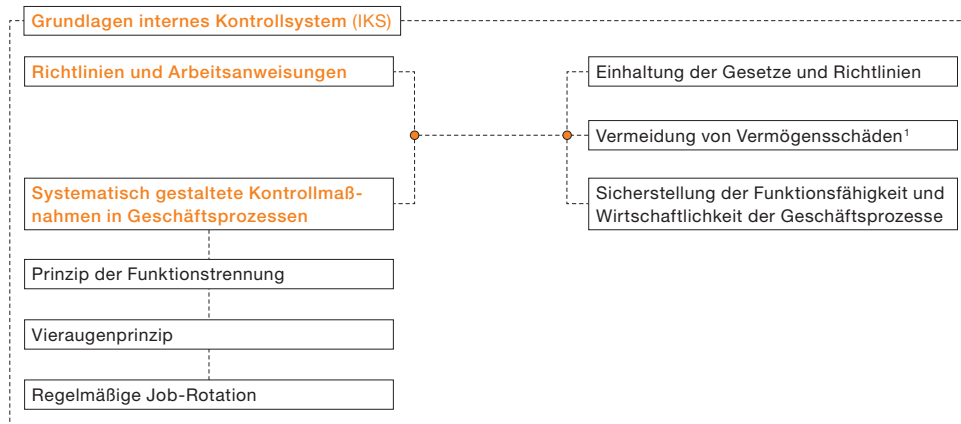 Grundlagen internes Kontrollsystem (IKS)
Richtlinien und Arbeitsanweisungen
Systematisch gestaltete Kontrollmaß-
nahmen in Geschäftsprozessen
Prinzip der Funktionstrennung
Vieraugenprinzip
Regelmäßige Job-Rotation
Einhaltung der Gesetze und Richtlinien
Vermeidung von Vermögensschäden¹
Sicherstellung der Funktionsfähigkeit und
Wirtschaftlichkeit der Geschäftsprozesse